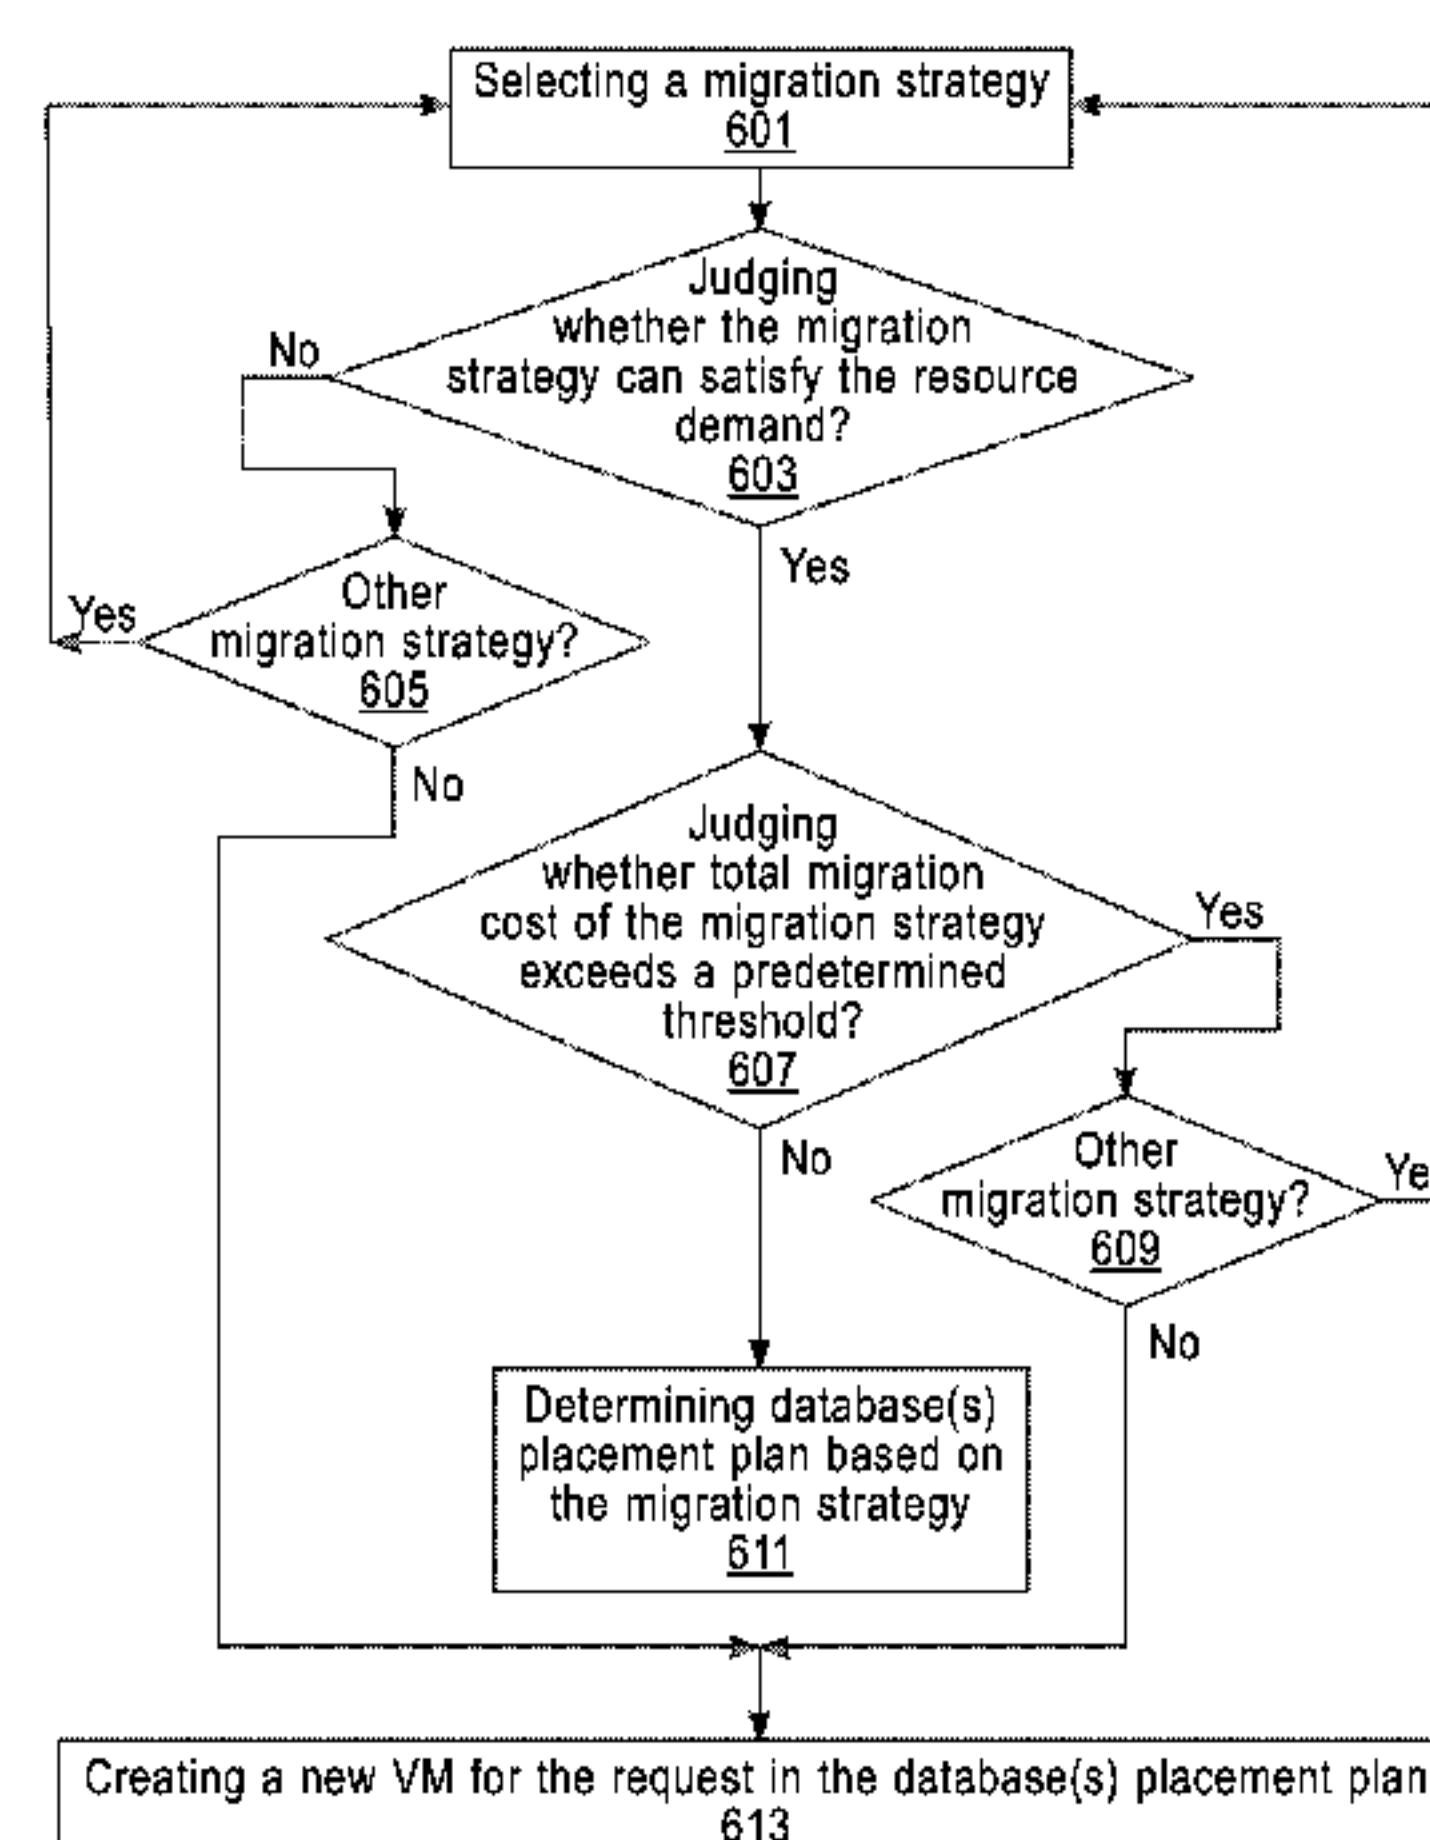 Selecting a migration strategy
601
Judging
whether the migration
strategy can satisfy the resource
demand?
603
No
Yes
Other
migration strategy?
605
Yes
No
Judging
whether total migration
cost of the migration strategy
exceeds a predetermined
threshold?
607
Yes
No
Other
migration strategy?
609
Ye
No
Determining database(s)
placement plan based on
the migration strategy
611
Creating a new VM for the request in the database(s) placement plan
613